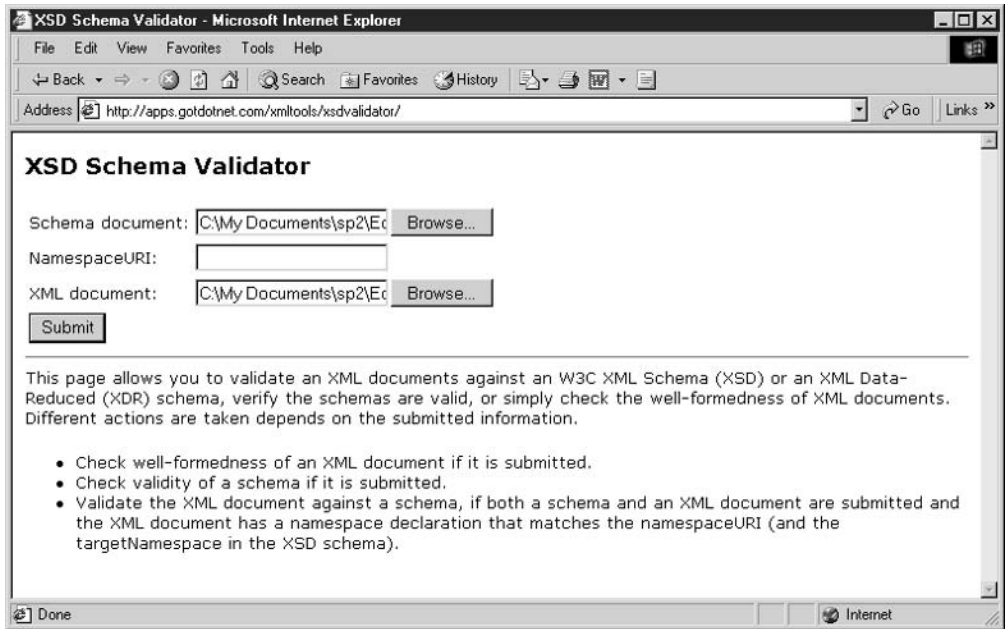 XSD Schema Validator - Microsoft Internet Explorer
File Edit View Favorites Tools Help
Back Search Favorites History
Address http://apps.gotdotnet.com/xmltools/xsdvalidator/ Go Links »
XSD Schema Validator
Schema document: C:\My Documents\sp2\Ec Browse...
NamespaceURI:
XML document: C:\My Documents\sp2\Ec Browse...
Submit
This page allows you to validate an XML documents against an W3C XML Schema (XSD) or an XML Data-
Reduced (XDR) schema, verify the schemas are valid, or simply check the well-formedness of XML documents.
Different actions are taken depends on the submitted information.
• Check well-formedness of an XML document if it is submitted.
• Check validity of a schema if it is submitted.
• Validate the XML document against a schema, if both a schema and an XML document are submitted and
the XML document has a namespace declaration that matches the namespaceURI (and the
targetNamespace in the XSD schema).
Done Internet